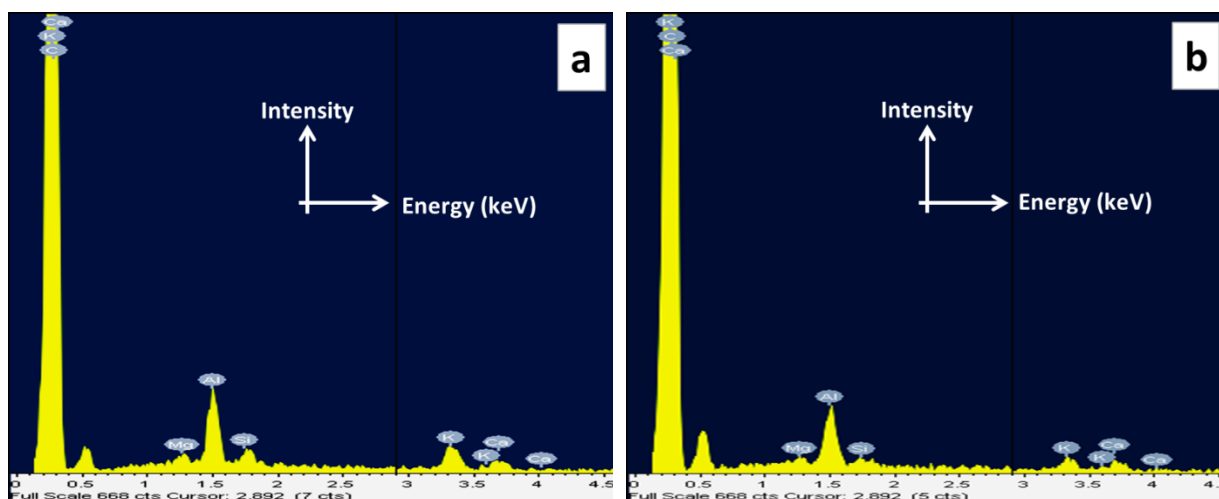 Ca
K
C
a
Intensity
Energy (keV)
Al
Mg
Si
K
Ca
K
Ca
0 0.5 1 1.5 2 2.5 3 3.5 4 4.5
Full Scale 668 cts Cursor: 2.892 (7 cts)
K
C
Ca
b
Intensity
Energy (keV)
Al
Mg
Si
K
Ca
K
Ca
0 0.5 1 1.5 2 2.5 3 3.5 4 4.5
Full Scale 668 cts Cursor: 2.892 (5 cts)